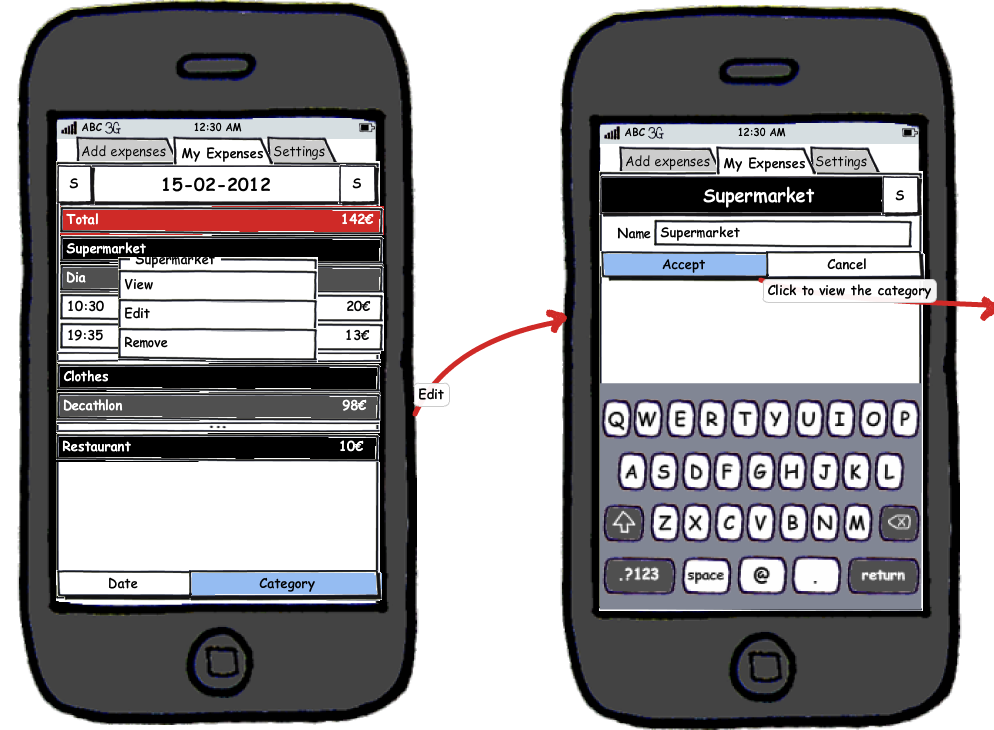 ABC 3G 12:30 AM
Add expenses My Expenses Settings
S 15-02-2012 S
Total 142€
Supermarket
Supermarket
Dia
View
10:30 20€
Edit
19:35 13€
Remove
Clothes
Decathlon 98€
...
Restaurant 10€
Date Category
Edit
ABC 3G 12:30 AM
Add expenses My Expenses Settings
Supermarket S
Name Supermarket
Accept Cancel
Click to view the category
Q W E R T Y U I O P
A S D F G H J K L
Z X C V B N M
.?123 space @ . return